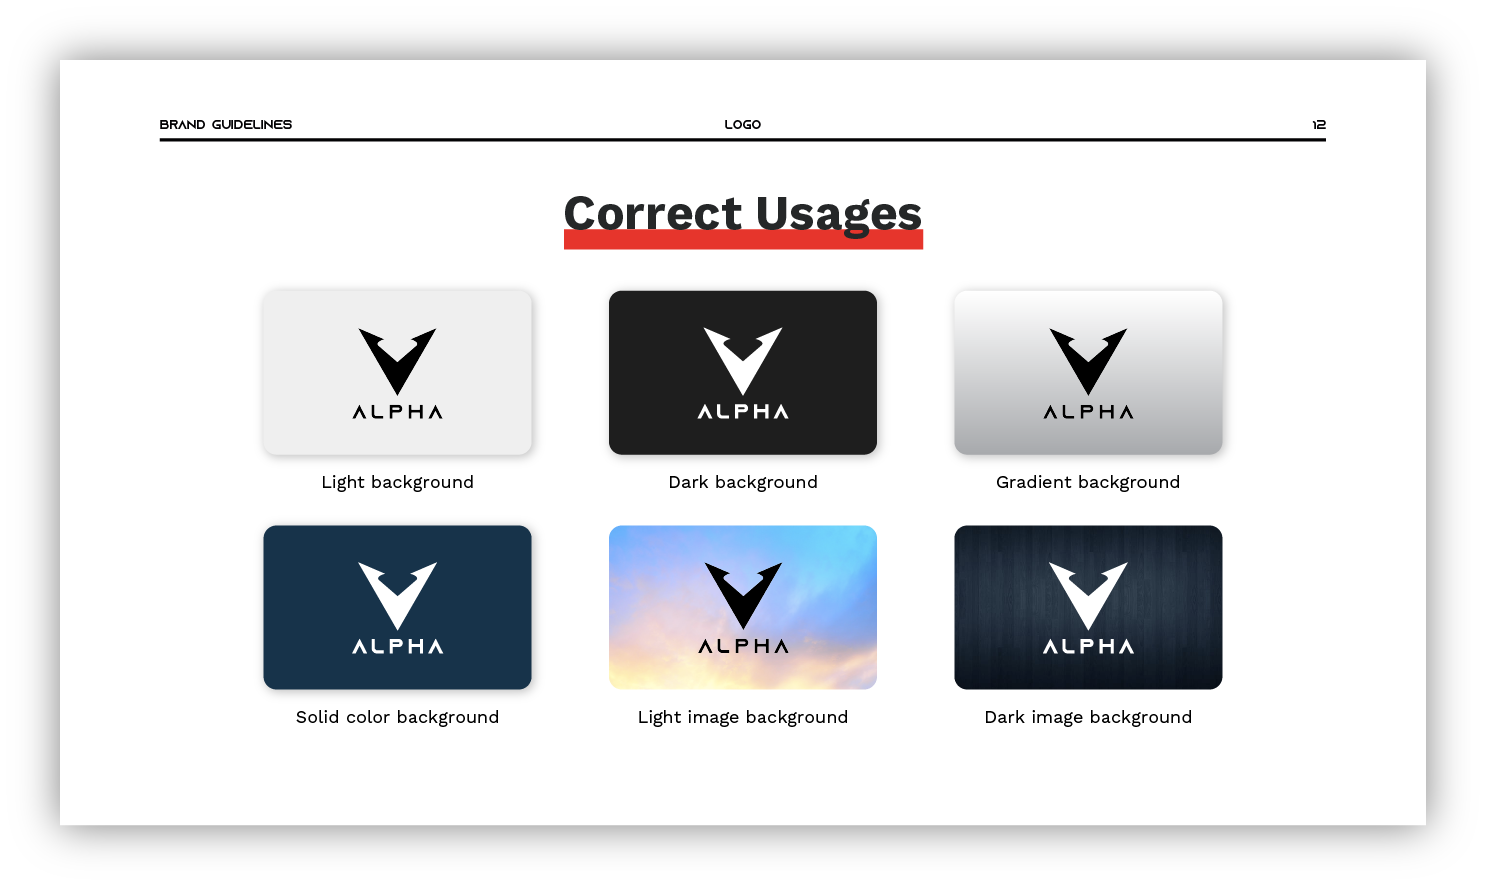 BRAND GUIDELINES
LOGO
12
Correct Usages
ALPHA
ALPHA
ALPHA
Light background
Dark background
Gradient background
ALPHA
ALPHA
ALPHA
Solid color background
Light image background
Dark image background